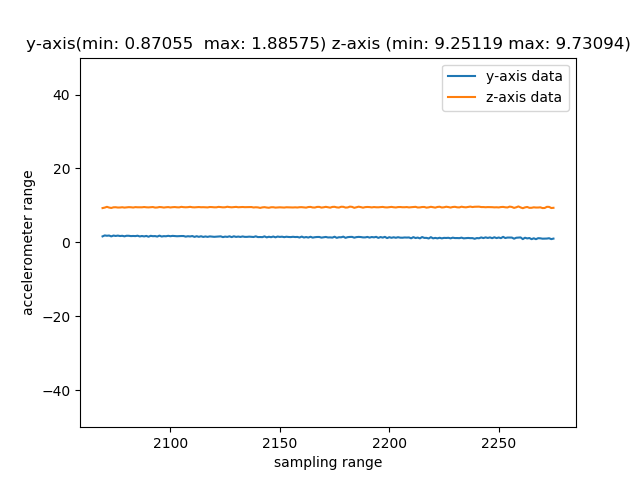 y-axis(min: 0.87055  max: 1.88575) z-axis (min: 9.25119 max: 9.73094)
y-axis data
z-axis data
accelerometer range
40
20
0
−20
−40
2100
2150
2200
2250
sampling range